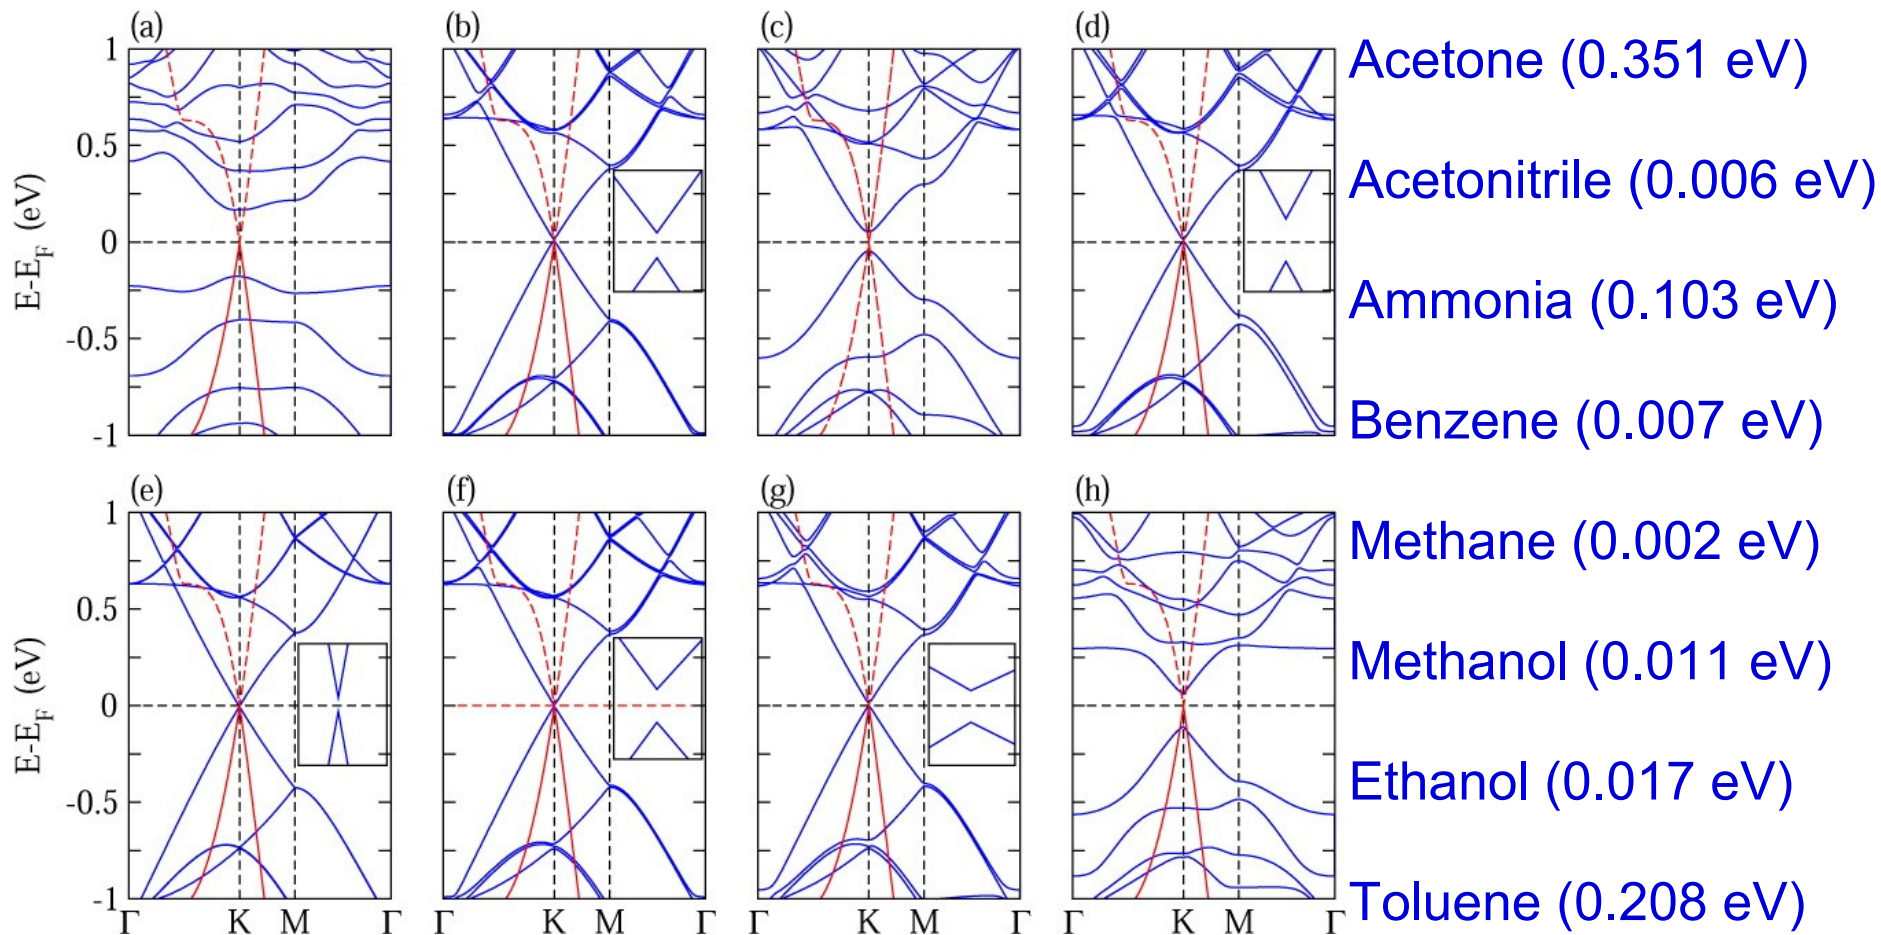 (a) (b) (c) (d)
1
0.5
0
-0.5
-1
E-E_F (eV)
Acetone (0.351 eV)
Acetonitrile (0.006 eV)
Ammonia (0.103 eV)
Benzene (0.007 eV)
(e) (f) (g) (h)
1
0.5
0
-0.5
-1
E-E_F (eV)
Γ K M Γ K M Γ K M Γ K M Γ
Methane (0.002 eV)
Methanol (0.011 eV)
Ethanol (0.017 eV)
Toluene (0.208 eV)